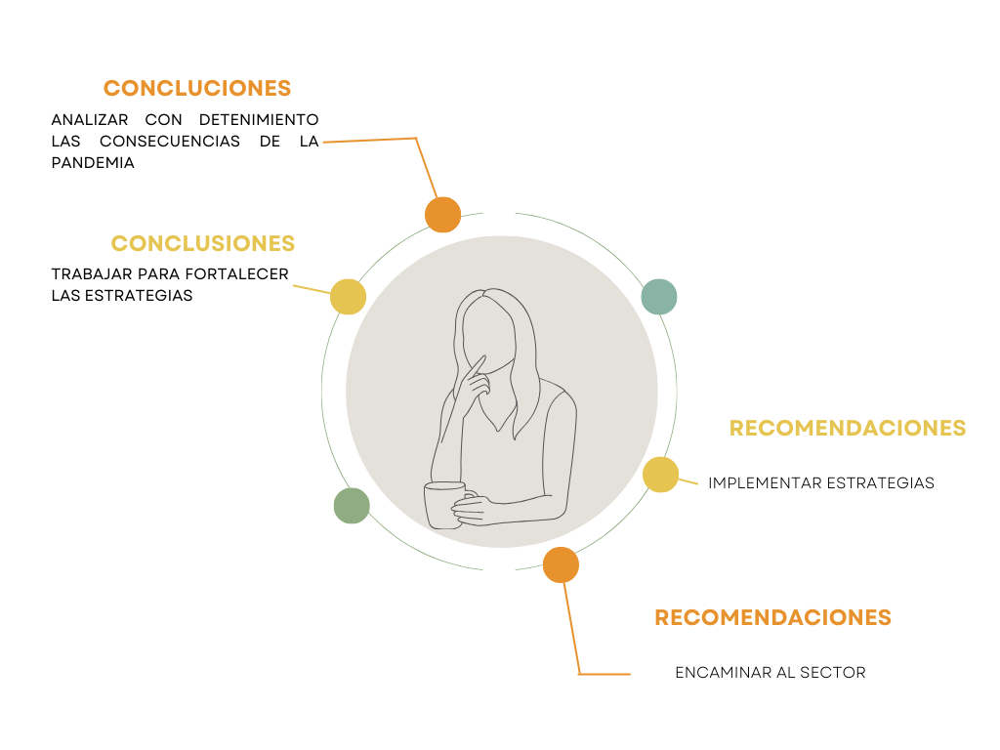 CONCLUCIONES
ANALIZAR CON DETENIMIENTO
LAS CONSECUENCIAS DE LA
PANDEMIA
CONCLUSIONES
TRABAJAR PARA FORTALECER
LAS ESTRATEGIAS
RECOMENDACIONES
IMPLEMENTAR ESTRATEGIAS
RECOMENDACIONES
ENCAMINAR AL SECTOR